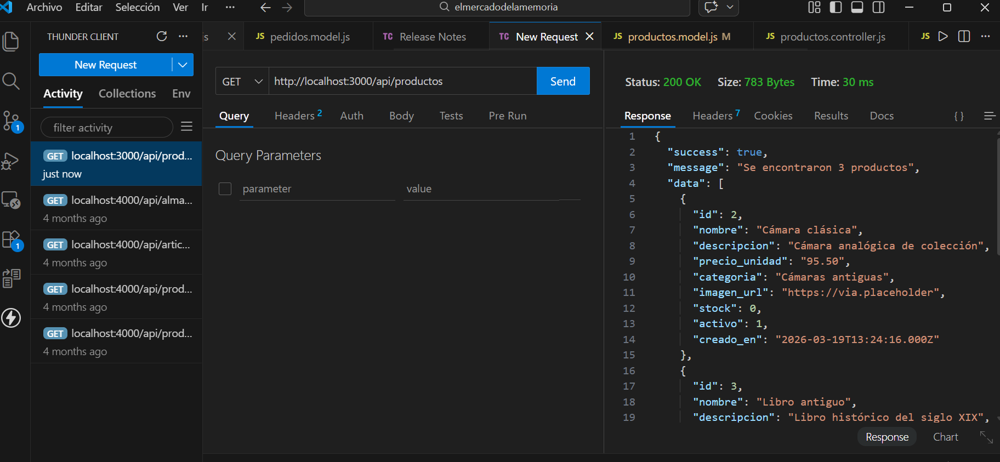 Archivo Editar Selección Ver Ir ··· elmercadodelamemoria
THUNDER CLIENT ···
New Request
Activity Collections Env
filter activity
GET localhost:3000/api/prod...
just now
GET localhost:4000/api/alma...
4 months ago
GET localhost:4000/api/artic...
4 months ago
GET localhost:4000/api/prod...
4 months ago
GET localhost:4000/api/prod...
4 months ago
1
1
s JS pedidos.model.js TC Release Notes TC New Request JS productos.model.js M JS productos.controller.js JS ···
GET http://localhost:3000/api/productos Send
Query Headers 2 Auth Body Tests Pre Run
Query Parameters
parameter value
Status: 200 OK Size: 783 Bytes Time: 30 ms
Response Headers 7 Cookies Results Docs {}
1 {
2 "success": true,
3 "message": "Se encontraron 3 productos",
4 "data": [
5 {
6 "id": 2,
7 "nombre": "Cámara clásica",
8 "descripcion": "Cámara analógica de colección",
9 "precio_unidad": "95.50",
10 "categoria": "Cámaras antiguas",
11 "imagen_url": "https://via.placeholder",
12 "stock": 0,
13 "activo": 1,
14 "creado_en": "2026-03-19T13:24:16.000Z"
15 },
16 {
17 "id": 3,
18 "nombre": "Libro antiguo",
19 "descripcion": "Libro histórico del siglo XIX",
Response Chart